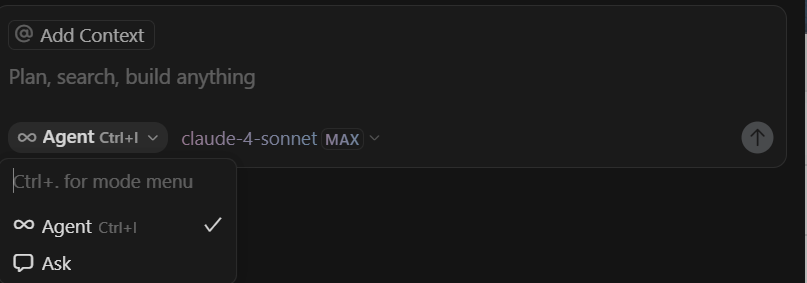 @ Add Context
Plan, search, build anything
Agent Ctrl+I claude-4-sonnet MAX
Ctrl+. for mode menu
Agent Ctrl+I
Ask